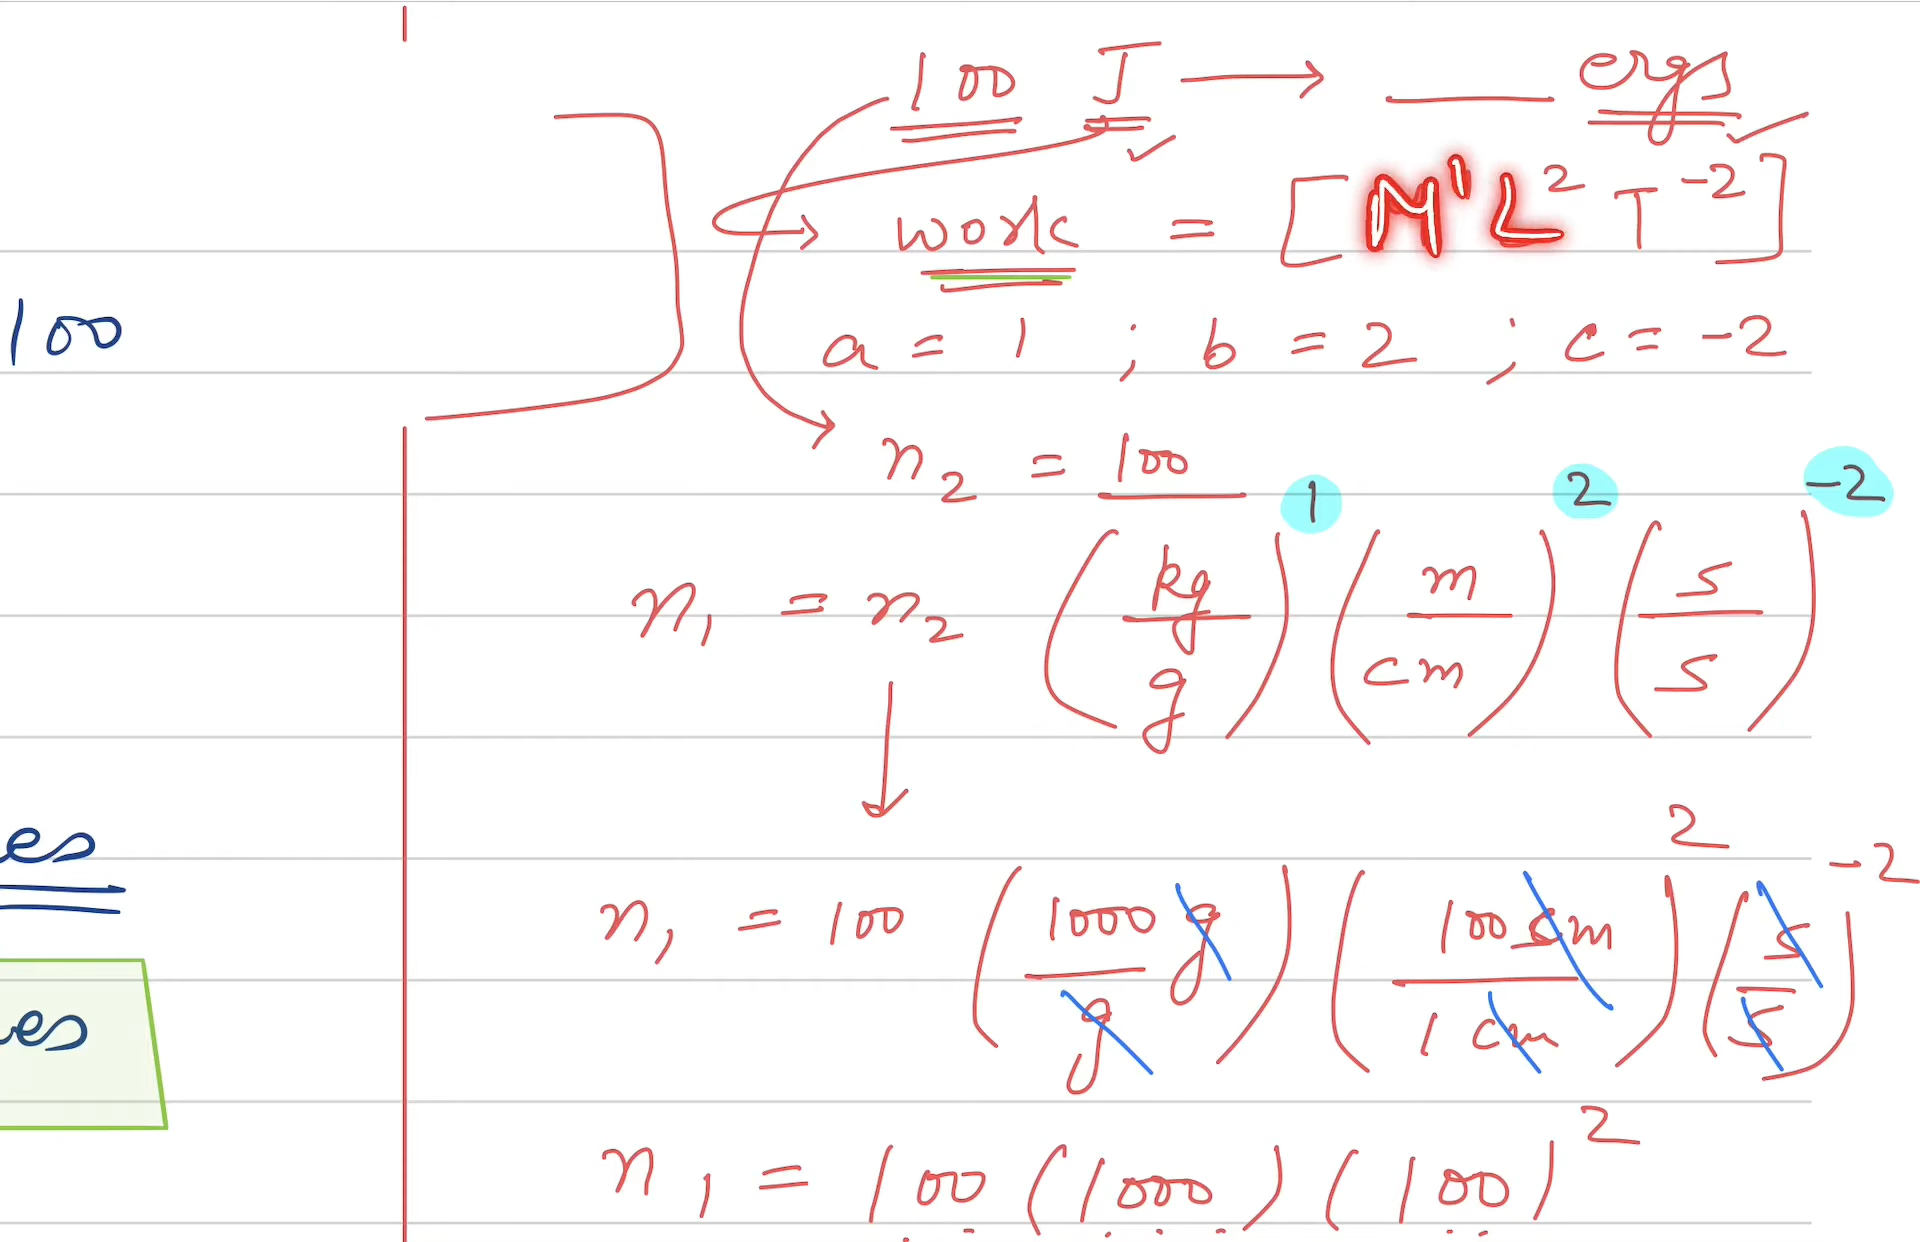 100 J → ____ ergs
work = [M¹L²T⁻²]
100
a = 1 ; b = 2 ; c = -2
n₂ = 100
n₁ = n₂ (kg/g)¹ (m/cm)² (s/s)⁻²
es
n₁ = 100 (1000 g/g) (100 cm/1 cm)² (s/s)⁻²
es
n₁ = 100 (1000) (100)²